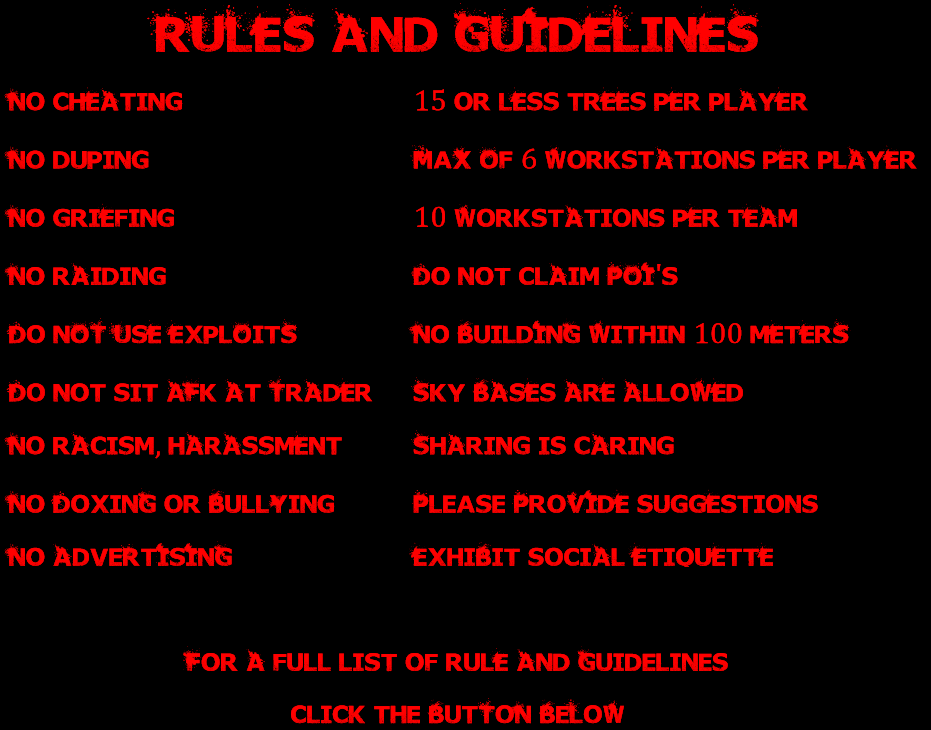 RULES AND GUIDELINES
NO CHEATING
NO DUPING
NO GRIEFING
NO RAIDING
DO NOT USE EXPLOITS
DO NOT SIT AFK AT TRADER
NO RACISM, HARASSMENT
NO DOXING OR BULLYING
NO ADVERTISING
15 OR LESS TREES PER PLAYER
MAX OF 6 WORKSTATIONS PER PLAYER
10 WORKSTATIONS PER TEAM
DO NOT CLAIM POI'S
NO BUILDING WITHIN 100 METERS
SKY BASES ARE ALLOWED
SHARING IS CARING
PLEASE PROVIDE SUGGESTIONS
EXHIBIT SOCIAL ETIQUETTE
FOR A FULL LIST OF RULE AND GUIDELINES
CLICK THE BUTTON BELOW